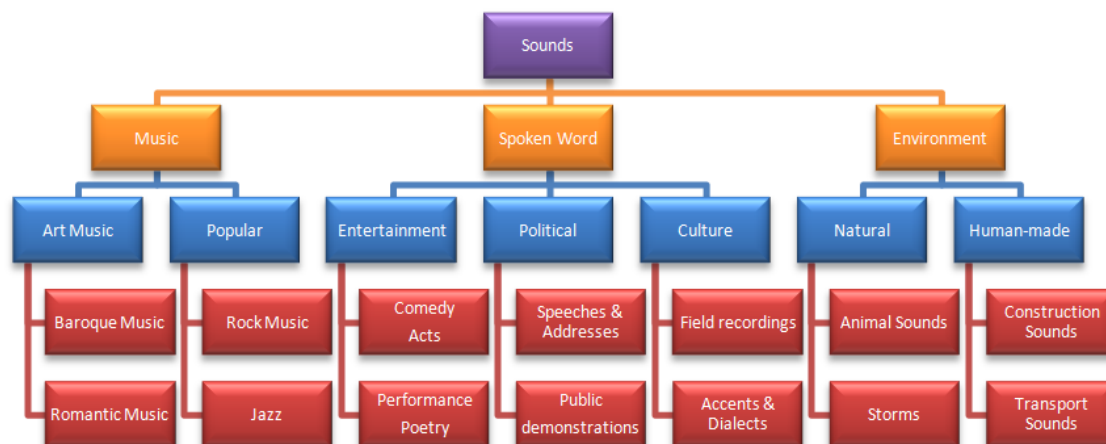 Sounds
Music
Spoken Word
Environment
Art Music
Popular
Entertainment
Political
Culture
Natural
Human-made
Baroque Music
Rock Music
Comedy
Acts
Speeches &
Addresses
Field recordings
Animal Sounds
Construction
Sounds
Romantic Music
Jazz
Performance
Poetry
Public
demonstrations
Accents &
Dialects
Storms
Transport
Sounds